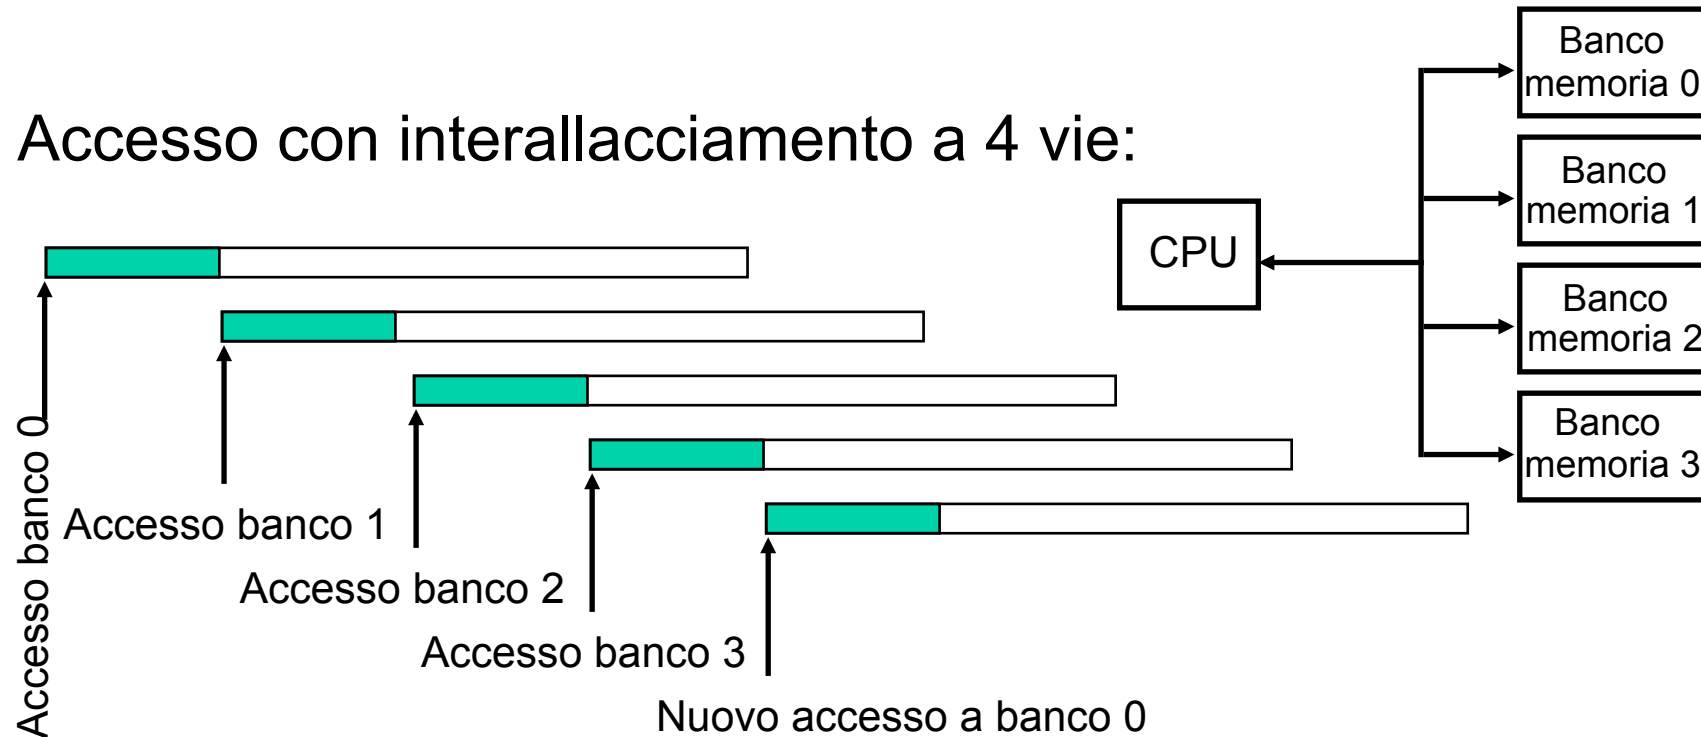 Accesso con interallacciamento a 4 vie:
Accesso banco 0
Accesso banco 1
Accesso banco 2
Accesso banco 3
Nuovo accesso a banco 0
CPU
Banco
memoria 0
Banco
memoria 1
Banco
memoria 2
Banco
memoria 3